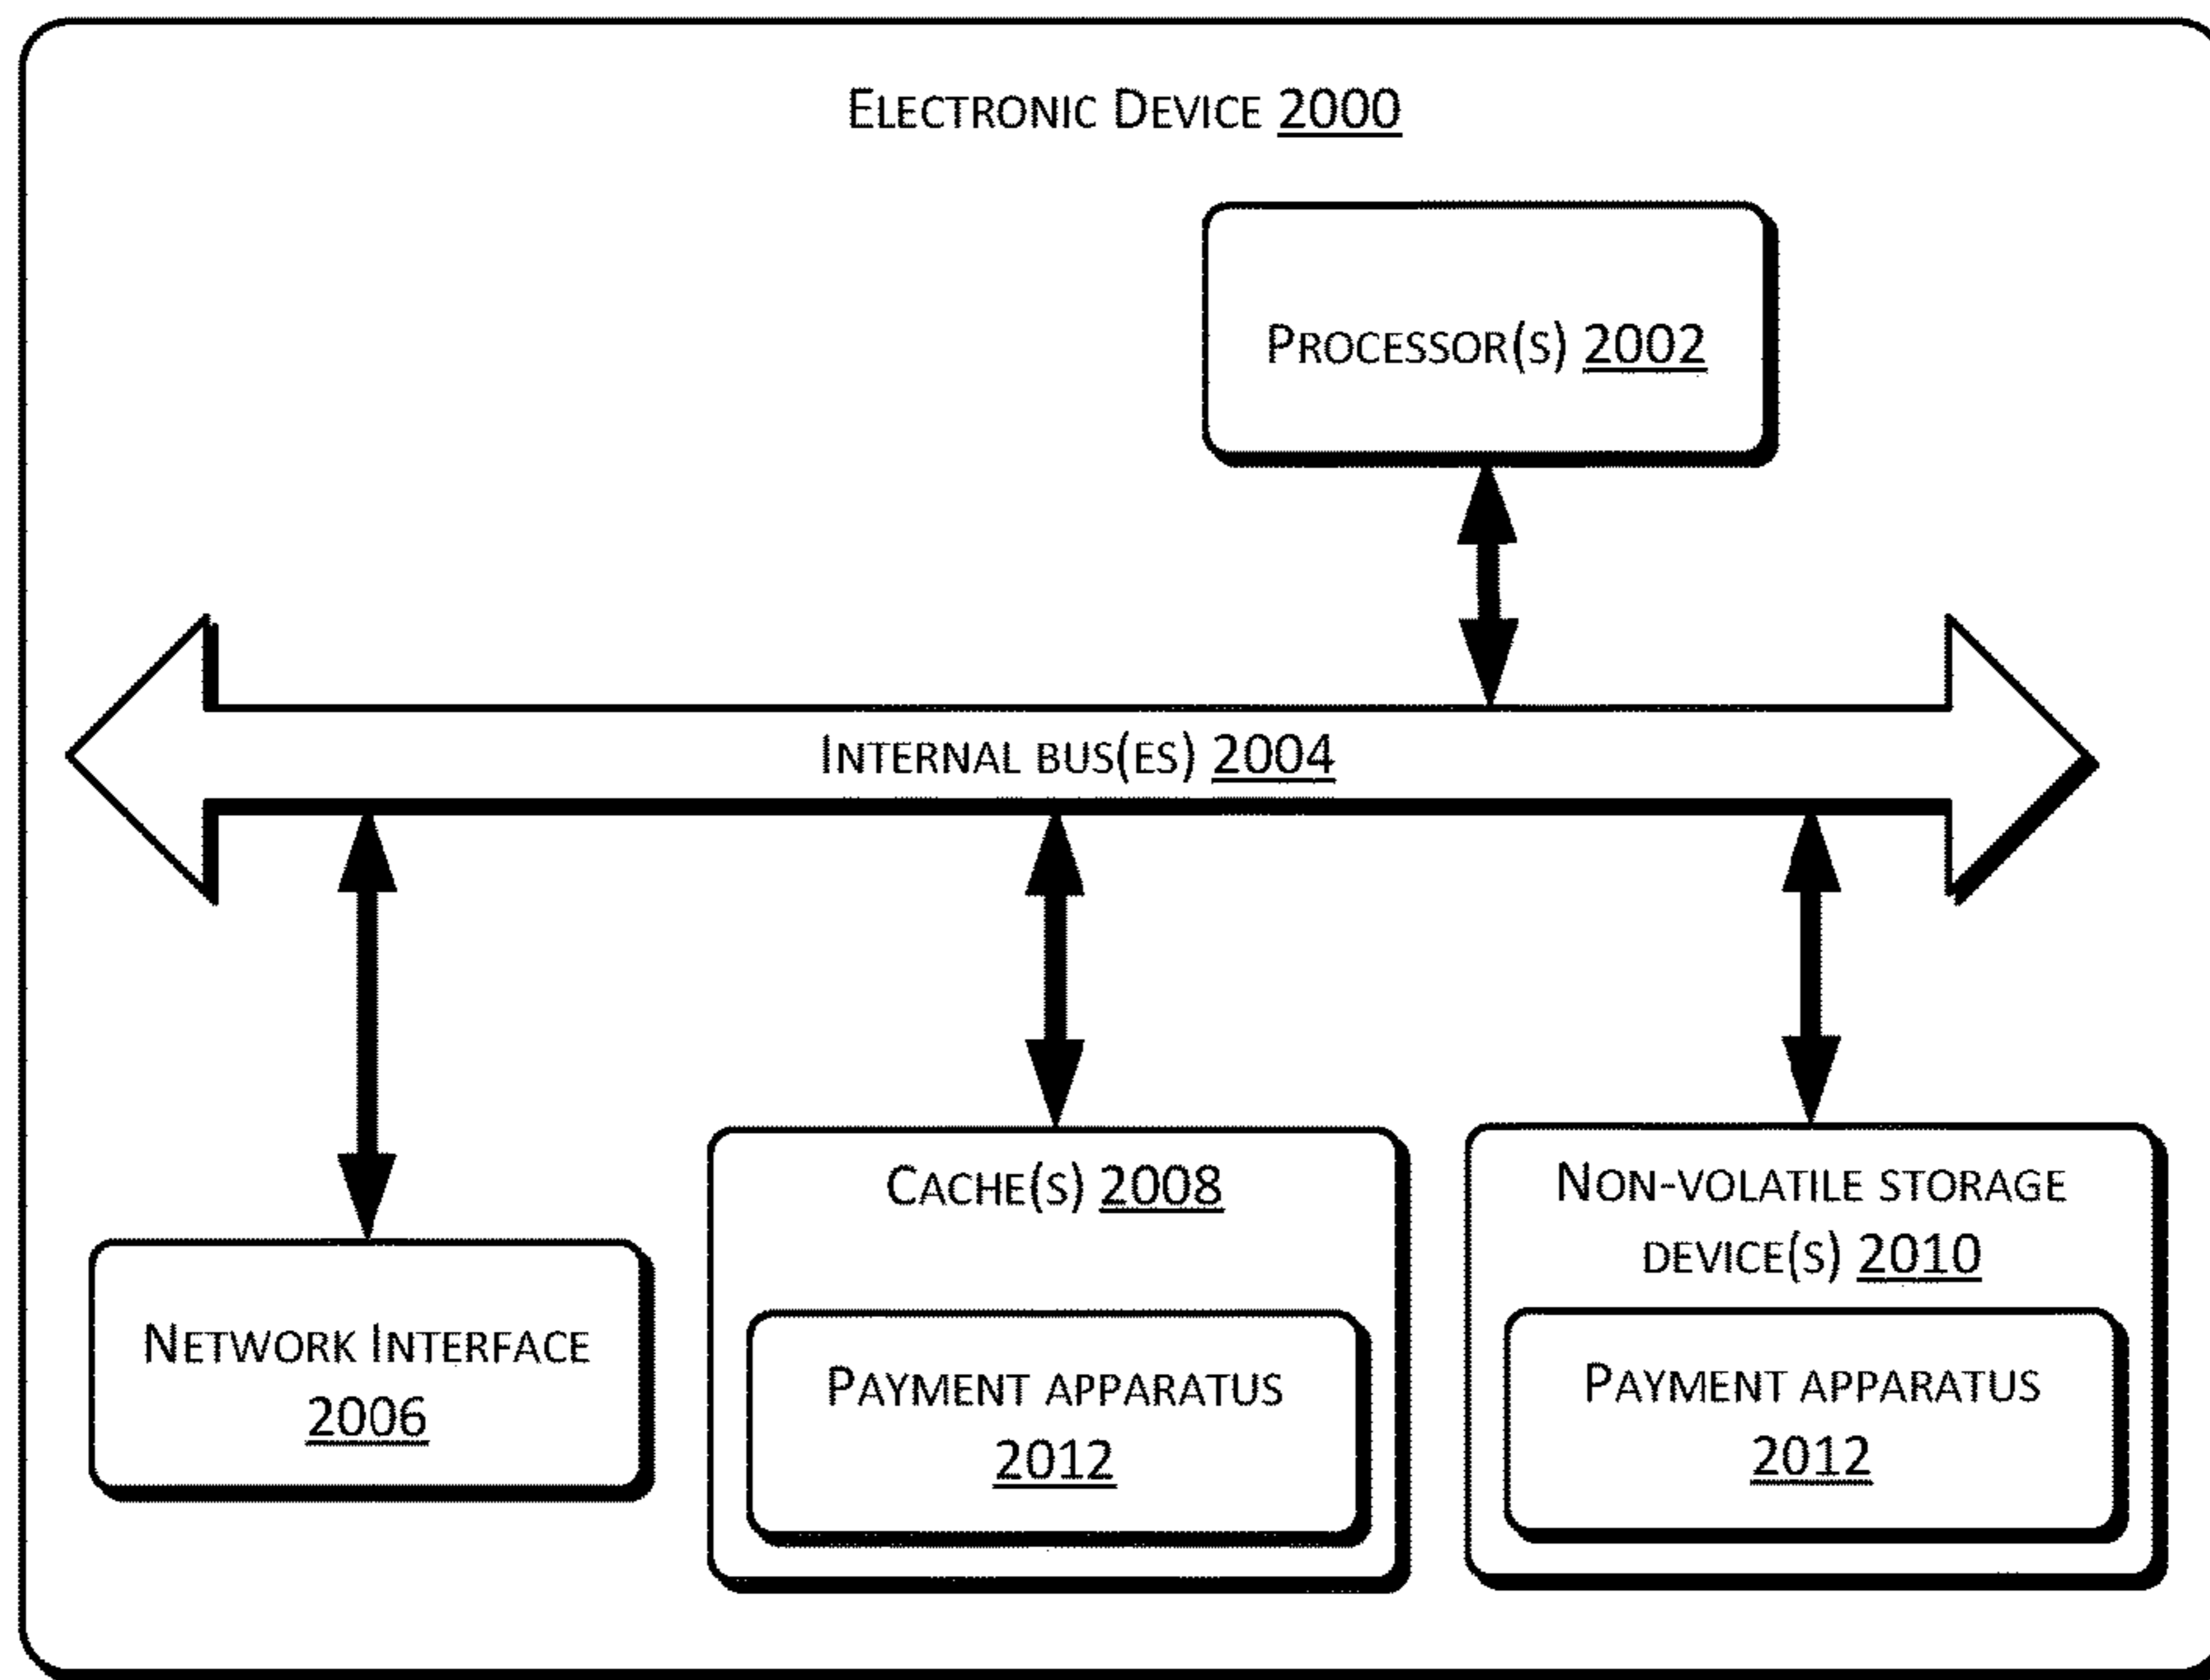 ELECTRONIC DEVICE 2000
PROCESSOR(S) 2002
INTERNAL BUS(ES) 2004
NETWORK INTERFACE
2006
CACHE(S) 2008
PAYMENT APPARATUS
2012
NON-VOLATILE STORAGE
DEVICE(S) 2010
PAYMENT APPARATUS
2012